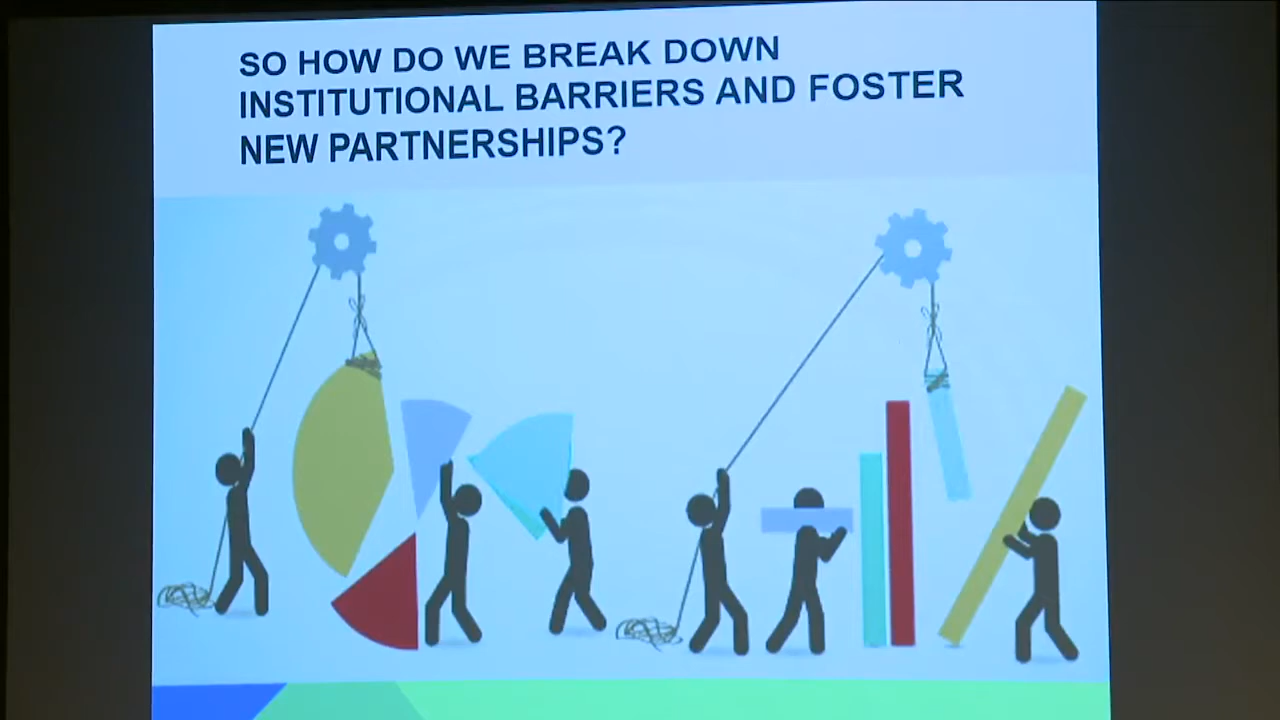 SO HOW DO WE BREAK DOWN
INSTITUTIONAL BARRIERS AND FOSTER
NEW PARTNERSHIPS?